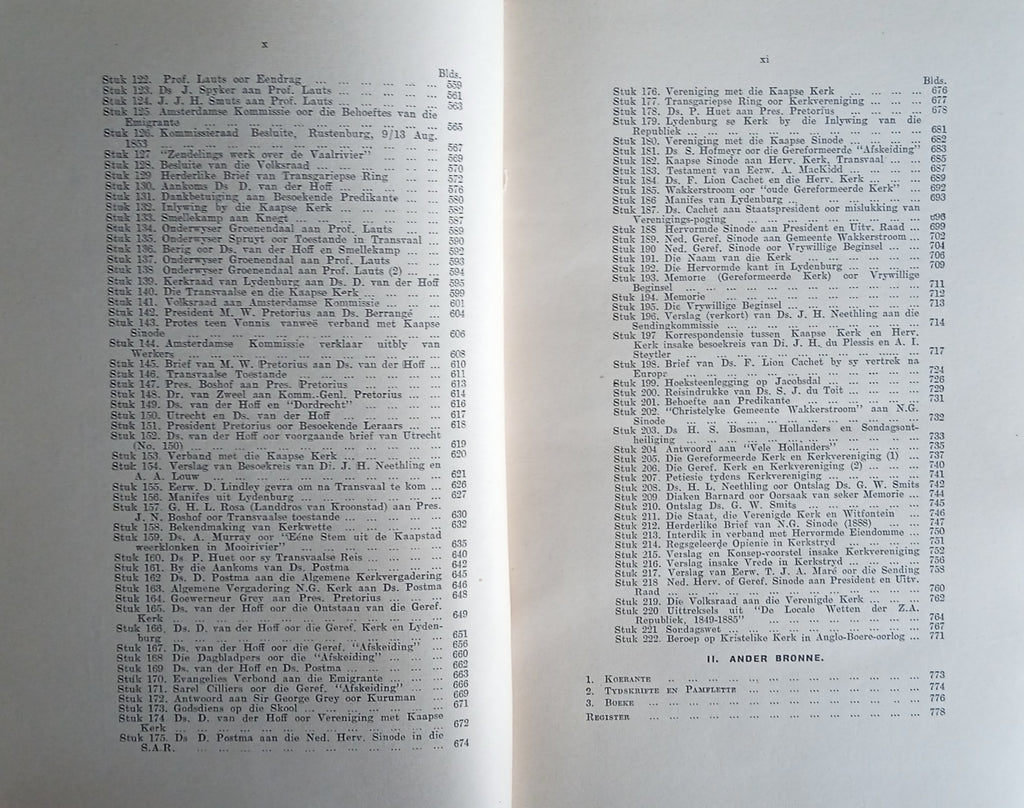 x
Blds.
Stuk 122. Prof. Lauts oor Eendrag ... ... ... ... ... 559
Stuk 123. Ds J. Spyker aan Prof. Lauts ... ... ... ... 561
Stuk 124. J. J. H. Smuts aan Prof. Lauts ... ... ... ... 563
Stuk 125 Amsterdamse Kommissie oor die Behoeftes van die
Emigrante ... ... ... ... ... ... ... ... 565
Stuk 126. Kommissieraad Besluite, Rustenburg, 9/13 Aug.
1853 ... ... ... ... ... ... ... ... 567
Stuk 127 "Zendelings werk over de Vaalrivier" ... ... ... 569
Stuk 128. Besluite van die Volksraad ... ... ... ... 570
Stuk 129 Herderlike Brief van Transgariepse Ring ... ... 572
Stuk 130. Aankoms Ds D. van der Hoff ... ... ... ... 576
Stuk 131. Dankbetuiging aan Besoekende Predikante ... ... 580
Stuk 132. Inlywing by die Kaapse Kerk ... ... ... ... 582
Stuk 133. Smellekamp aan Knegt ... ... ... ... ... 587
Stuk 134. Onderwyser Groenendaal aan Prof. Lauts ... ... 589
Stuk 135. Onderwyser Spruyt oor Toestande in Transvaal ... 590
Stuk 136. Berig oor Ds. van der Hoff en Smellekamp ... ... 592
Stuk 137. Onderwyser Groenendaal aan Prof. Lauts ... ... 593
Stuk 138 Onderwyser Groenendaal aan Prof. Lauts (2) ... ... 594
Stuk 139. Kerkraad van Lydenburg aan Ds. D. van der Hoff 595
Stuk 140. Die Transvaalse en die Kaapse Kerk ... ... ... 599
Stuk 141. Volksraad aan Amsterdamse Kommissie ... ... 601
Stuk 142. President M. W. Pretorius aan Ds. Berrangé ... ... 604
Stuk 143. Protes teen Vonnis vanweë verband met Kaapse
Sinode ... ... ... ... ... ... ... ... 606
Stuk 144. Amsterdamse Kommissie verklaar uitbly van
Werkers ... ... ... ... ... ... ... ... 608
Stuk 145. Brief van M. W. Pretorius aan Ds. van der Hoff ... 610
Stuk 146. Transvaalse Toestande ... ... ... ... ... 611
Stuk 147. Pres. Boshof aan Pres. Pretorius ... ... ... 613
Stuk 148. Dr. van Zweel aan Komm.-Genl. Pretorius ... ... 614
Stuk 149. Ds. van der Hoff en "Dordrecht" ... ... ... 616
Stuk 150. Utrecht en Ds. van der Hoff ... ... ... ... 617
Stuk 151. President Pretorius oor Besoekende Leraars ... ... 618
Stuk 152. Ds. van der Hoff oor voorgaande brief van Utrecht
(No. 150) ... ... ... ... ... ... ... ... 619
Stuk 153. Verband met die Kaapse Kerk ... ... ... ... 620
Stuk 154. Verslag van Besoekreis van Di. J. H. Neethling en
A. A. Louw ... ... ... ... ... ... ... 621
Stuk 155. Eerw. D. Lindley gevra om na Transvaal te kom ... 626
Stuk 156. Manifes uit Lydenburg ... ... ... ... ... 627
Stuk 157. G. H. L. Rosa (Landdros van Kroonstad) aan Pres.
J. N. Boshof oor Transvaalse toestande ... ... ... 630
Stuk 158. Bekendmaking van Kerkwette ... ... ... ... 632
Stuk 159. Ds. A. Murray oor "Eéne Stem uit de Kaapstad
weerklonken in Mooirivier" ... ... ... ... ... 635
Stuk 160. Ds P. Huet oor sy Transvaalse Reis ... ... ... 640
Stuk 161. By die Aankoms van Ds. Postma ... ... ... 642
Stuk 162 Ds. D. Postma aan die Algemene Kerkvergadering 645
Stuk 163. Algemene Vergadering N.G. Kerk aan Ds. Postma 646
Stuk 164. Goewerneur Grey aan Pres. Pretorius ... ... ... 648
Stuk 165. Ds. van der Hoff oor die Ontstaan van die Geref.
Kerk ... ... ... ... ... ... ... ... 649
Stuk 166. Ds. D. van der Hoff oor die Geref. Kerk en Lyden-
burg ... ... ... ... ... ... ... ... 651
Stuk 167. Ds. van der Hoff oor die Geref. "Afskeiding" ... 656
Stuk 168 Die Dagbladpers oor die "Afskeiding" ... ... ... 660
Stuk 169 Ds. van der Hoff en Ds. Postma ... ... ... ... 662
Stuk 170. Evangelies Verbond aan die Emigrante ... ... ... 663
Stuk 171. Sarel Cilliers oor die Geref. "Afskeiding" ... ... 666
Stuk 172. Antwoord aan Sir George Grey oor Kuruman ... 669
Stuk 173. Godsdiens op die Skool ... ... ... ... ... 671
Stuk 174 Ds. D. van der Hoff oor Vereniging met Kaapse
Kerk ... ... ... ... ... ... ... ... 672
Stuk 175. Ds D. Postma aan die Ned. Herv. Sinode in die
S.A.R. ... ... ... ... ... ... ... ... 674
xi
Blds.
Stuk 176. Vereniging met die Kaapse Kerk ... ... ... ... 676
Stuk 177. Transgariepse Ring oor Kerkvereniging ... ... ... 677
Stuk 178. Ds. P. Huet aan Pres. Pretorius ... ... ... ... 678
Stuk 179. Lydenburg se Kerk by die Inlywing van die
Republiek ... ... ... ... ... ... ... ... 681
Stuk 180. Vereniging met die Kaapse Sinode ... ... ... 682
Stuk 181. Ds. S. Hofmeyr oor die Gereformeerde "Afskeiding" 683
Stuk 182. Kaapse Sinode aan Herv. Kerk, Transvaal ... ... 685
Stuk 183. Testament van Eerw. A. MacKidd ... ... ... 687
Stuk 184. Ds. F. Lion Cachet en die Herv. Kerk ... ... ... 689
Stuk 185. Wakkerstroom oor "oude Gereformeerde Kerk" ... 692
Stuk 186 Manifes van Lydenburg ... ... ... ... ... 693
Stuk 187. Ds. Cachet aan Staatspresident oor mislukking van
Verenigings-poging ... ... ... ... ... ... 698
Stuk 188 Hervormde Sinode aan President en Uitv. Raad ... 699
Stuk 189. Ned. Geref. Sinode aan Gemeente Wakkerstroom ... 702
Stuk 190 Ned. Geref. Sinode oor Vrywillige Beginsel ... ... 704
Stuk 191. Die Naam van die Kerk ... ... ... ... ... 706
Stuk 192. Die Hervormde kant in Lydenburg ... ... ... 709
Stuk 193. Memorie (Gereformeerde Kerk) oor Vrywillige
Beginsel ... ... ... ... ... ... ... ... 711
Stuk 194. Memorie ... ... ... ... ... ... ... ... 712
Stuk 195. Die Vrywillige Beginsel ... ... ... ... ... 713
Stuk 196. Verslag (verkort) van Ds. J. H. Neethling aan die
Sendingkommissie ... ... ... ... ... ... ... 714
Stuk 197 Korrespondensie tussen Kaapse Kerk en Herv.
Kerk insake besoekreis van Di. J. H. du Plessis en A. I.
Steytler ... ... ... ... ... ... ... ... 717
Stuk 198. Brief van Ds. F. Lion Cachet by sy vertrek na
Europe ... ... ... ... ... ... ... ... 724
Stuk 199. Hoeksteenlegging op Jacobsdal ... ... ... ... 726
Stuk 200. Reisindrukke van Ds. S. J. du Toit ... ... ... 729
Stuk 201. Behoefte aan Predikante ... ... ... ... ... 731
Stuk 202. "Christelyke Gemeente Wakkerstroom" aan N.G.
Sinode ... ... ... ... ... ... ... ... 732
Stuk 203. Ds H. S. Bosman, Hollanders en Sondagsont-
heiliging ... ... ... ... ... ... ... ... 733
Stuk 204 Antwoord aan "Vele Hollanders" ... ... ... ... 735
Stuk 205. Die Gereformeerde Kerk en Kerkvereniging (1) ... 737
Stuk 206. Die Geref. Kerk en Kerkvereniging (2) ... ... ... 740
Stuk 207. Petiesie tydens Kerkvereniging ... ... ... ... 741
Stuk 208. Ds. H. L. Neethling oor Ontslag Ds. G. W. Smits 742
Stuk 209. Diaken Barnard oor Oorsaak van seker Memorie ... 744
Stuk 210. Ontslag Ds. G. W. Smits ... ... ... ... ... 745
Stuk 211. Die Staat, die Verenigde Kerk en Witfontein ... 746
Stuk 212. Herderlike Brief van N.G. Sinode (1888) ... ... 747
Stuk 213. Interdik in verband met Hervormde Eiendomme ... 750
Stuk 214. Regsgeleerde Opienie in Kerkstryd ... ... ... 751
Stuk 215. Verslag en Konsep-voorstel insake Kerkvereniging 752
Stuk 216. Verslag insake Vrede in Kerkstryd ... ... ... ... 756
Stuk 217. Verslag van Eerw. T. J. A. Maré oor die Sending 758
Stuk 218 Ned. Herv. of Geref. Sinode aan President en Uitv.
Raad ... ... ... ... ... ... ... ... 760
Stuk 219. Die Volksraad aan die Verenigde Kerk ... ... ... 762
Stuk 220 Uittreksels uit "De Locale Wetten der Z.A.
Republiek, 1849-1885" ... ... ... ... ... ... 764
Stuk 221 Sondagswet ... ... ... ... ... ... ... 767
Stuk 222. Beroep op Kristelike Kerk in Anglo-Boere-oorlog ... 771
II. ANDER BRONNE.
1. KOERANTE ... ... ... ... ... ... ... ... 773
2. TYDSKRIFTE EN PAMFLETTE ... ... ... ... ... ... 774
3. BOEKE ... ... ... ... ... ... ... ... ... 776
REGISTER ... ... ... ... ... ... ... ... ... 778